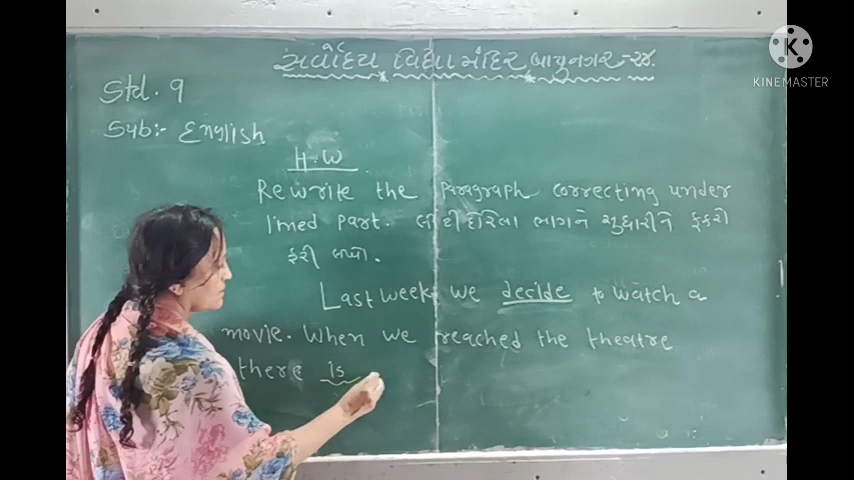 સર્વોદય વિદ્યામંદિર બાપુનગર-૨૪.
KINEMASTER
Std. 9
Sub:- English
H.W
Rewrite the Paragraph correcting under
lined part. લીટી દોરેલા ભાગને સુધારીને ફકરો
ફરી લખો.
Last week we decide to watch a
movie. When we reached the theatre
there is